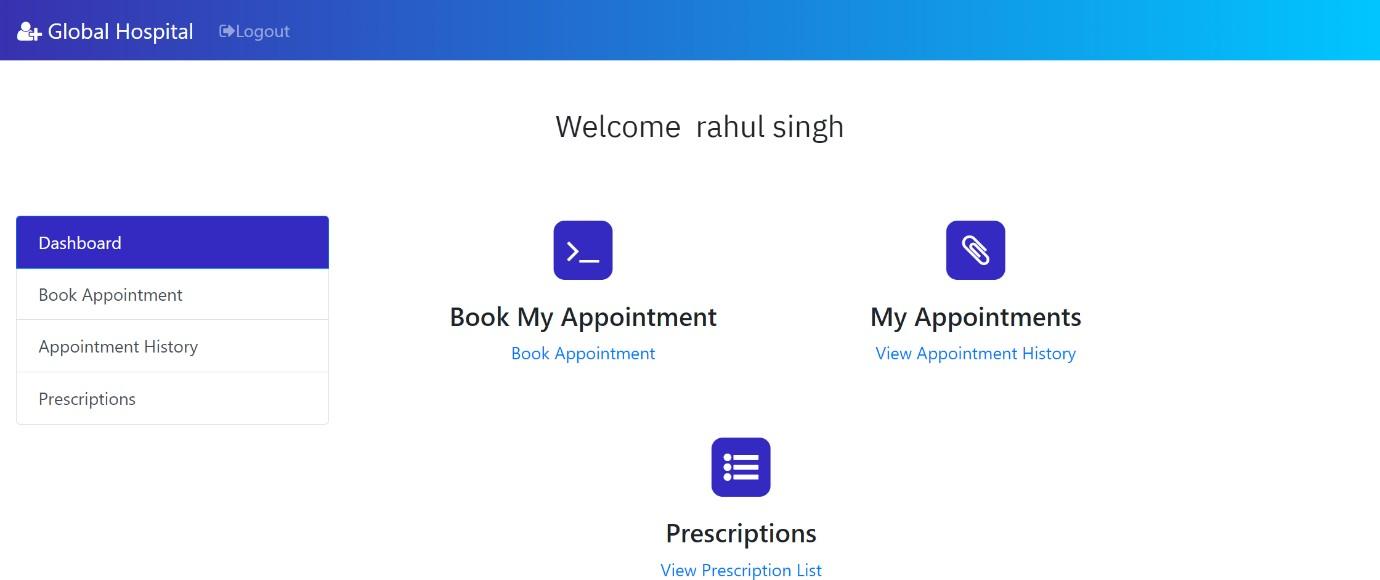 Global Hospital Logout
Welcome rahul singh
Dashboard
Book Appointment
Appointment History
Prescriptions
Book My Appointment
Book Appointment
My Appointments
View Appointment History
Prescriptions
View Prescription List